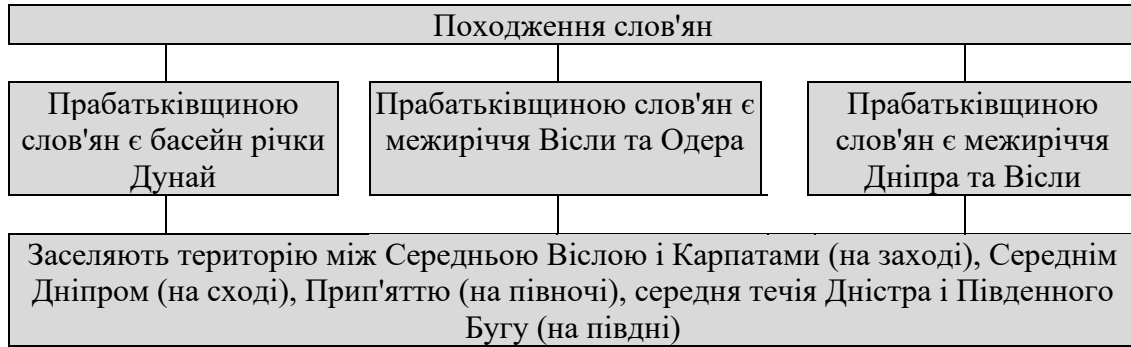 Походження слов'ян
Прабатьківщиною
слов'ян є басейн річки
Дунай
Прабатьківщиною слов'ян є
межиріччя Вісли та Одера
Прабатьківщиною
слов'ян є межиріччя
Дніпра та Вісли
Заселяють територію між Середньою Віслою і Карпатами (на заході), Середнім
Дніпром (на сході), Прип'яттю (на півночі), середня течія Дністра і Південного
Бугу (на півдні)